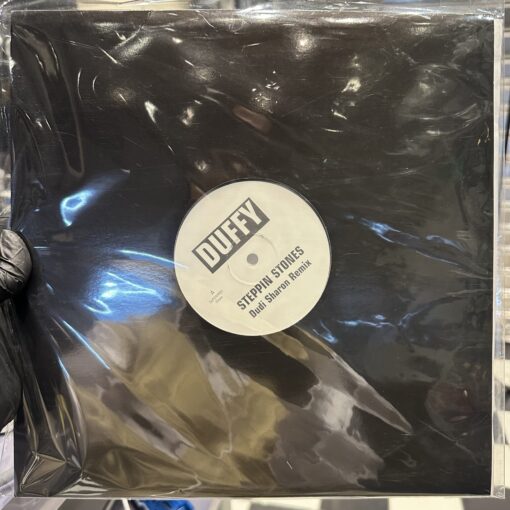 DUFFY
STEPPIN STONES
Dudi Sharon Remix
A